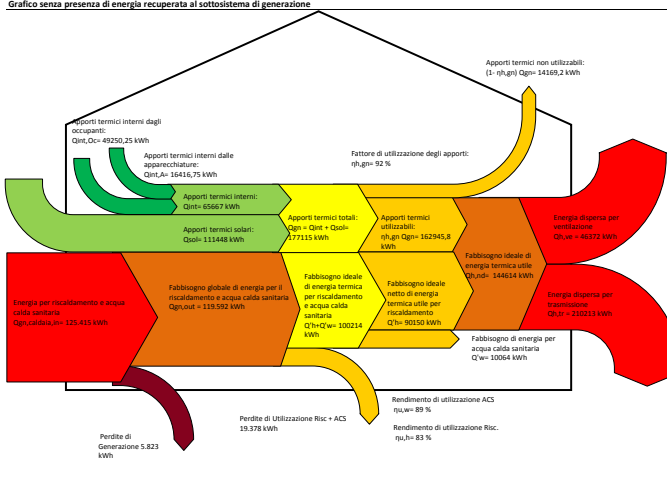 Grafico senza presenza di energia recuperata al sottosistema di generazione
Apporti termici non utilizzabili:
(1- ηh,gn) Qgn= 14169,2 kWh
Apporti termici interni dagli
occupanti:
Qint,Oc= 49250,25 kWh
Apporti termici interni dalle
apparecchiature:
Qint,A= 16416,75 kWh
Fattore di utilizzazione degli apporti:
ηh,gn= 92 %
Apporti termici interni:
Qint= 65667 kWh
Apporti termici solari:
Qsol= 111448 kWh
Apporti termici totali:
Qgn = Qint + Qsol=
177115 kWh
Apporti termici
utilizzabili:
ηh,gn Qgn= 162945,8
kWh
Energia dispersa per
ventilazione
Qh,ve= 46372 kWh
Fabbisogno ideale di
energia termica utile
Qh,nd= 144614 kWh
Energia per riscaldamento e acqua
calda sanitaria
Qgn,caldaia,in= 125.415 kWh
Fabbisogno globale di energia per il
riscaldamento e acqua calda sanitaria
Qgn,out = 119.592 kWh
Fabbisogno ideale
di energia termica
per riscaldamento
e acqua calda
sanitaria
Q'h+Q'w= 100214
kWh
Fabbisogno ideale
netto di energia
termica utile per
riscaldamento
Q'h= 90150 kWh
Energia dispersa per
trasmissione
Qh,tr= 210213 kWh
Fabbisogno di energia per
acqua calda sanitaria
Q'w= 10064 kWh
Rendimento di utilizzazione ACS
ηu,w= 89 %
Rendimento di utilizzazione Risc.
ηu,h= 83 %
Perdite di Utilizzazione Risc + ACS
19.378 kWh
Perdite di
Generazione 5.823
kWh